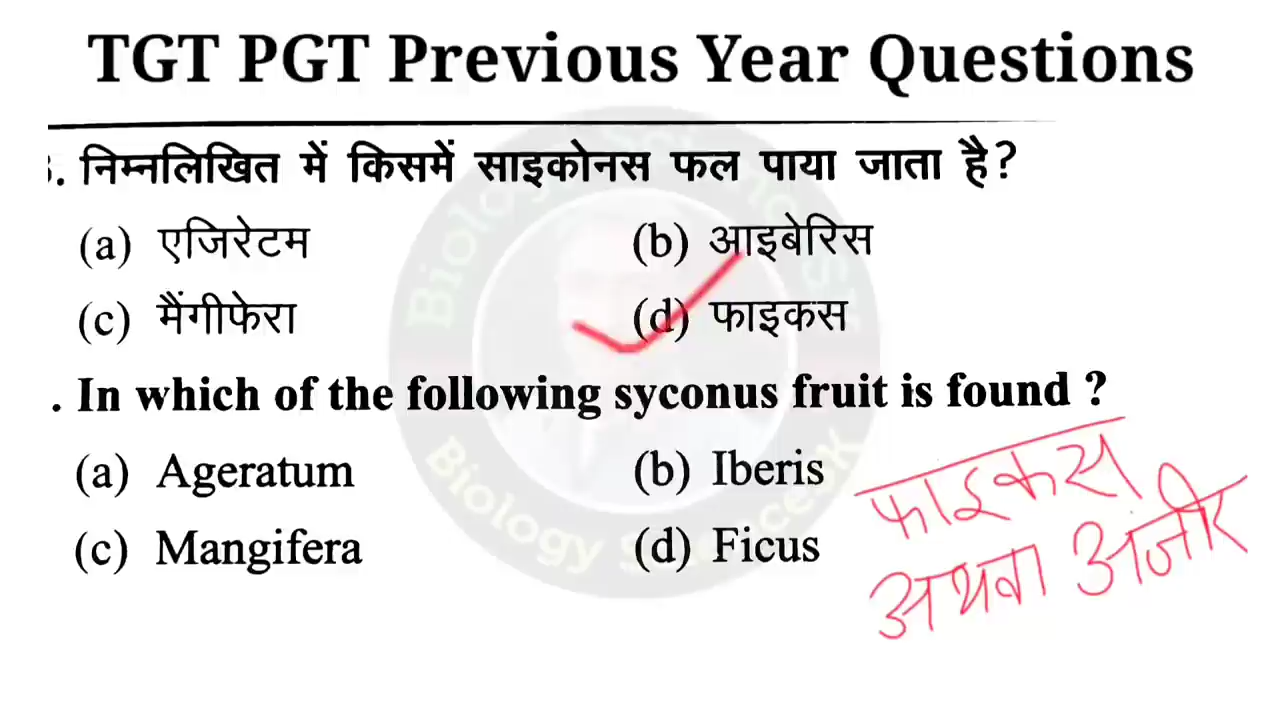 TGT PGT Previous Year Questions
. निम्नलिखित में किसमें साइकोनस फल पाया जाता है?
(a) एजिरेटम (b) आइबेरिस
(c) मैंगीफेरा (d) फाइकस
. In which of the following syconus fruit is found ?
(a) Ageratum (b) Iberis
(c) Mangifera (d) Ficus
फाइकस
अथवा अंजीर